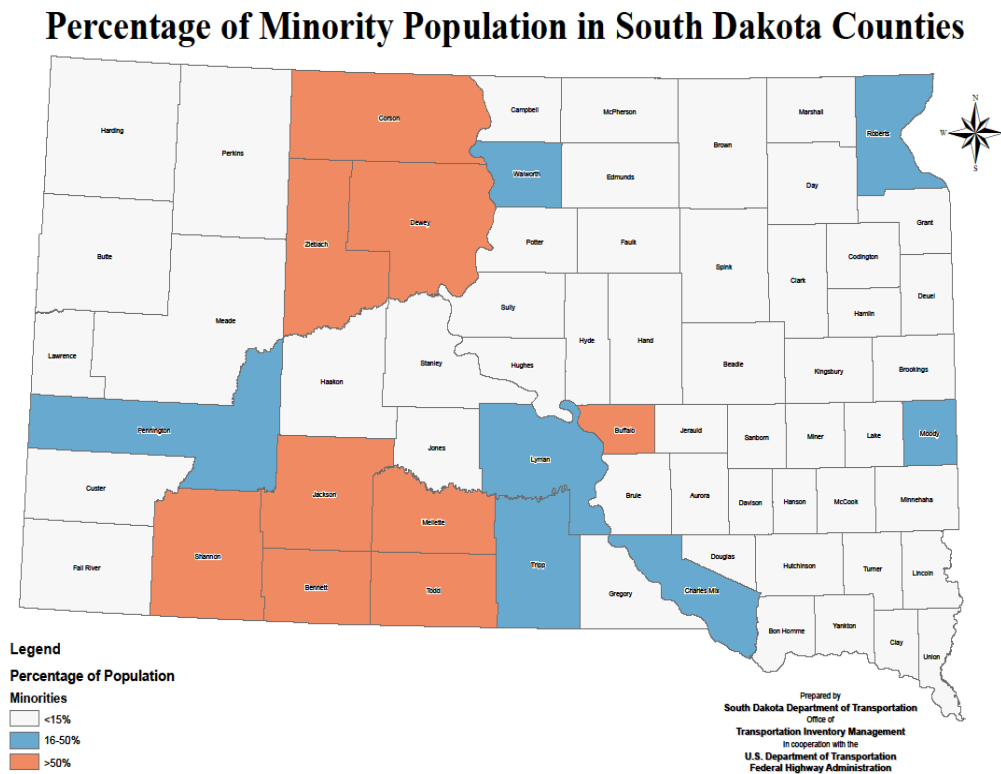 Percentage of Minority Population in South Dakota Counties
Harding
Perkins
Corson
Campbell
McPherson
Brown
Marshall
Roberts
N
W
S
Walworth
Edmunds
Day
Ziebach
Dewey
Potter
Faulk
Grant
Butte
Spink
Clark
Codington
Meade
Sully
Deuel
Hamlin
Lawrence
Haakon
Stanley
Hughes
Hyde
Hand
Beadle
Kingsbury
Brookings
Pennington
Jones
Lyman
Buffalo
Jerauld
Sanborn
Miner
Lake
Moody
Custer
Jackson
Mellette
Brule
Aurora
Davison
Hanson
McCook
Minnehaha
Fall River
Shannon
Bennett
Todd
Tripp
Gregory
Douglas
Charles Mix
Hutchinson
Turner
Lincoln
Bon Homme
Yankton
Clay
Union
Legend
Percentage of Population
Minorities
<15%
16-50%
>50%
Prepared by
South Dakota Department of Transportation
Office of
Transportation Inventory Management
In cooperation with the
U.S. Department of Transportation
Federal Highway Administration